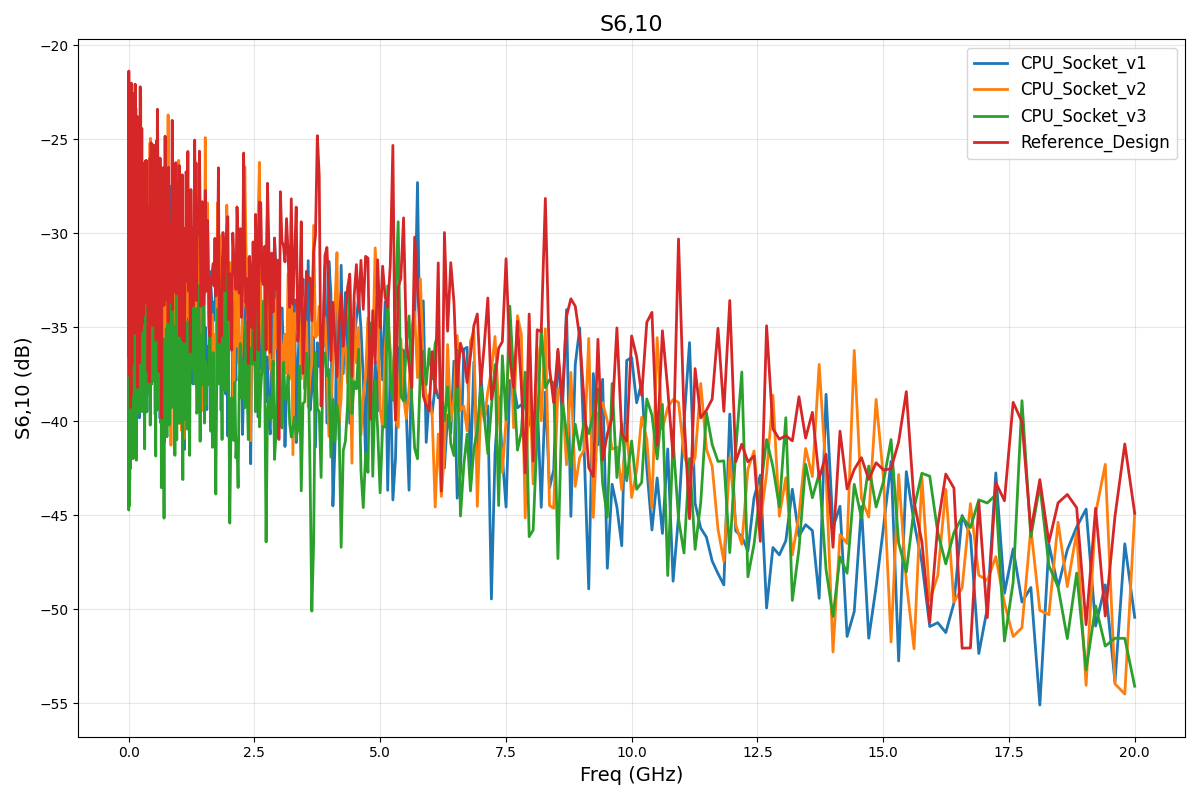 S6,10
−20
−25
−30
−35
−40
−45
−50
−55
S6,10 (dB)
0.0
2.5
5.0
7.5
10.0
12.5
15.0
17.5
20.0
Freq (GHz)
CPU_Socket_v1
CPU_Socket_v2
CPU_Socket_v3
Reference_Design